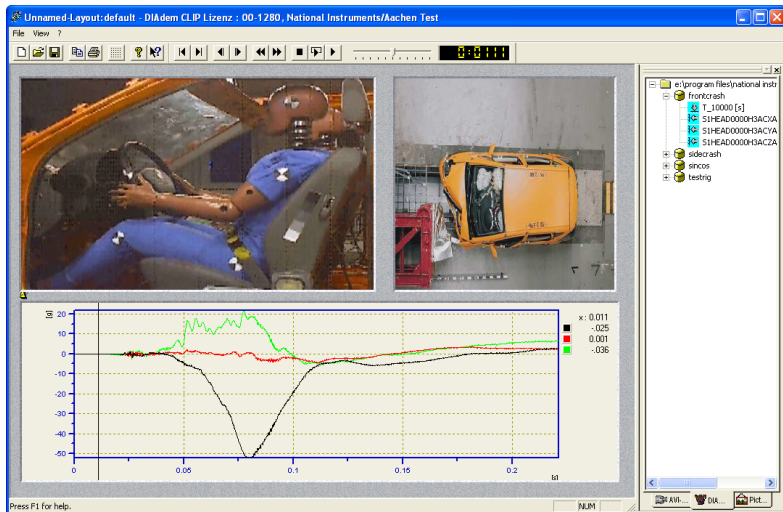 Unnamed-Layout:default - DIAdem CLIP Lizenz : 00-1280, National Instruments/Aachen Test
File View ?
0:0111
e:\program files\national instr
frontcrash
T_10000 [s]
S1HEAD0000H3ACXA
S1HEAD0000H3ACYA
S1HEAD0000H3ACZA
sidecrash
sincos
testrig
[g]
20
10
0
-10
-20
-30
-40
-50
0 0.05 0.1 0.15 0.2
[s]
x : 0.011
-.025
0.001
-.036
Press F1 for help.
NUM
AVI-... DIA... Pict...